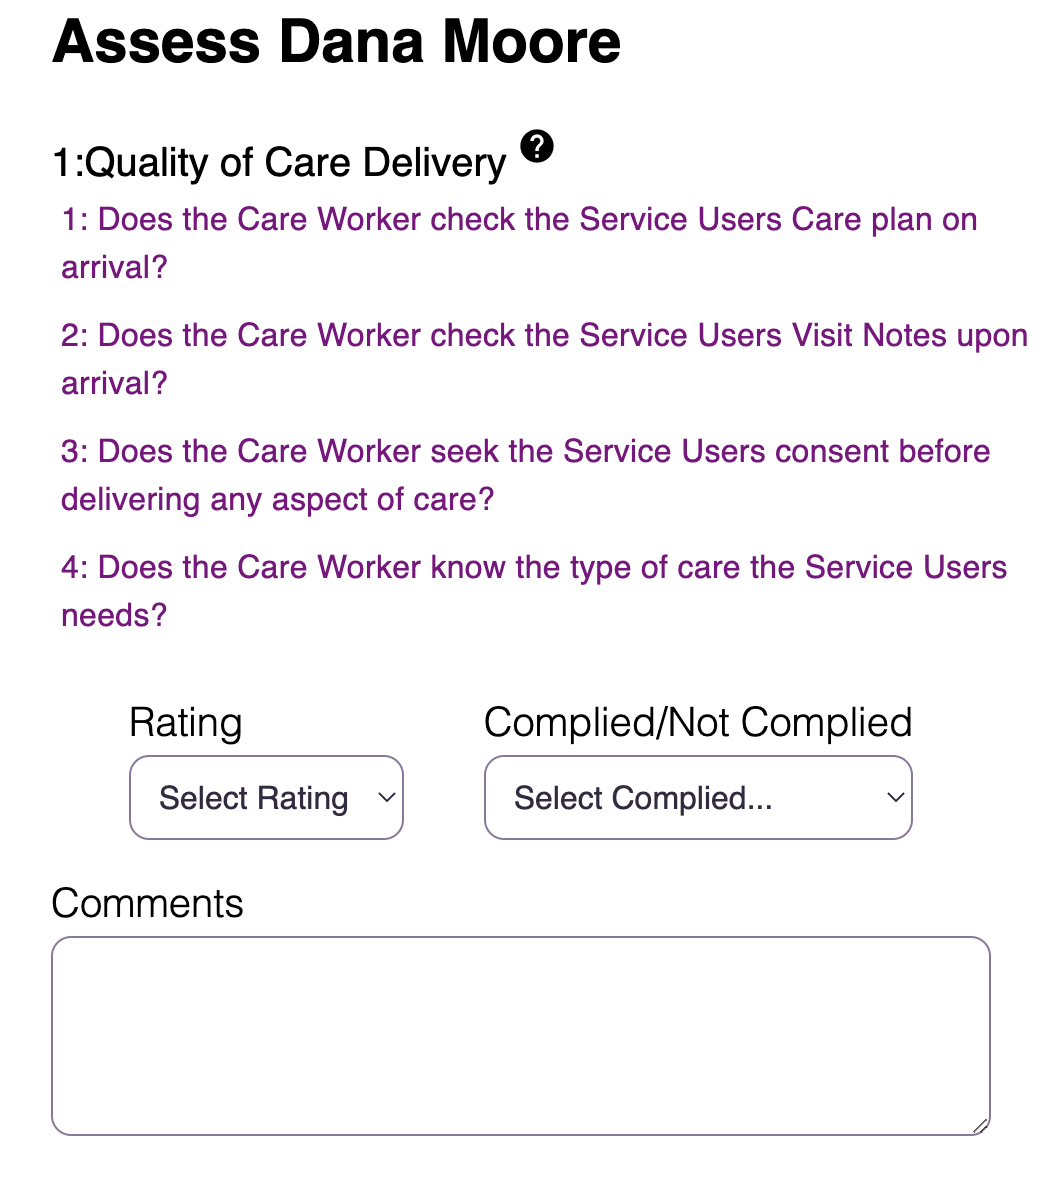 Assess Dana Moore
1:Quality of Care Delivery ?
1: Does the Care Worker check the Service Users Care plan on
arrival?
2: Does the Care Worker check the Service Users Visit Notes upon
arrival?
3: Does the Care Worker seek the Service Users consent before
delivering any aspect of care?
4: Does the Care Worker know the type of care the Service Users
needs?
Rating
Complied/Not Complied
Select Rating
Select Complied...
Comments